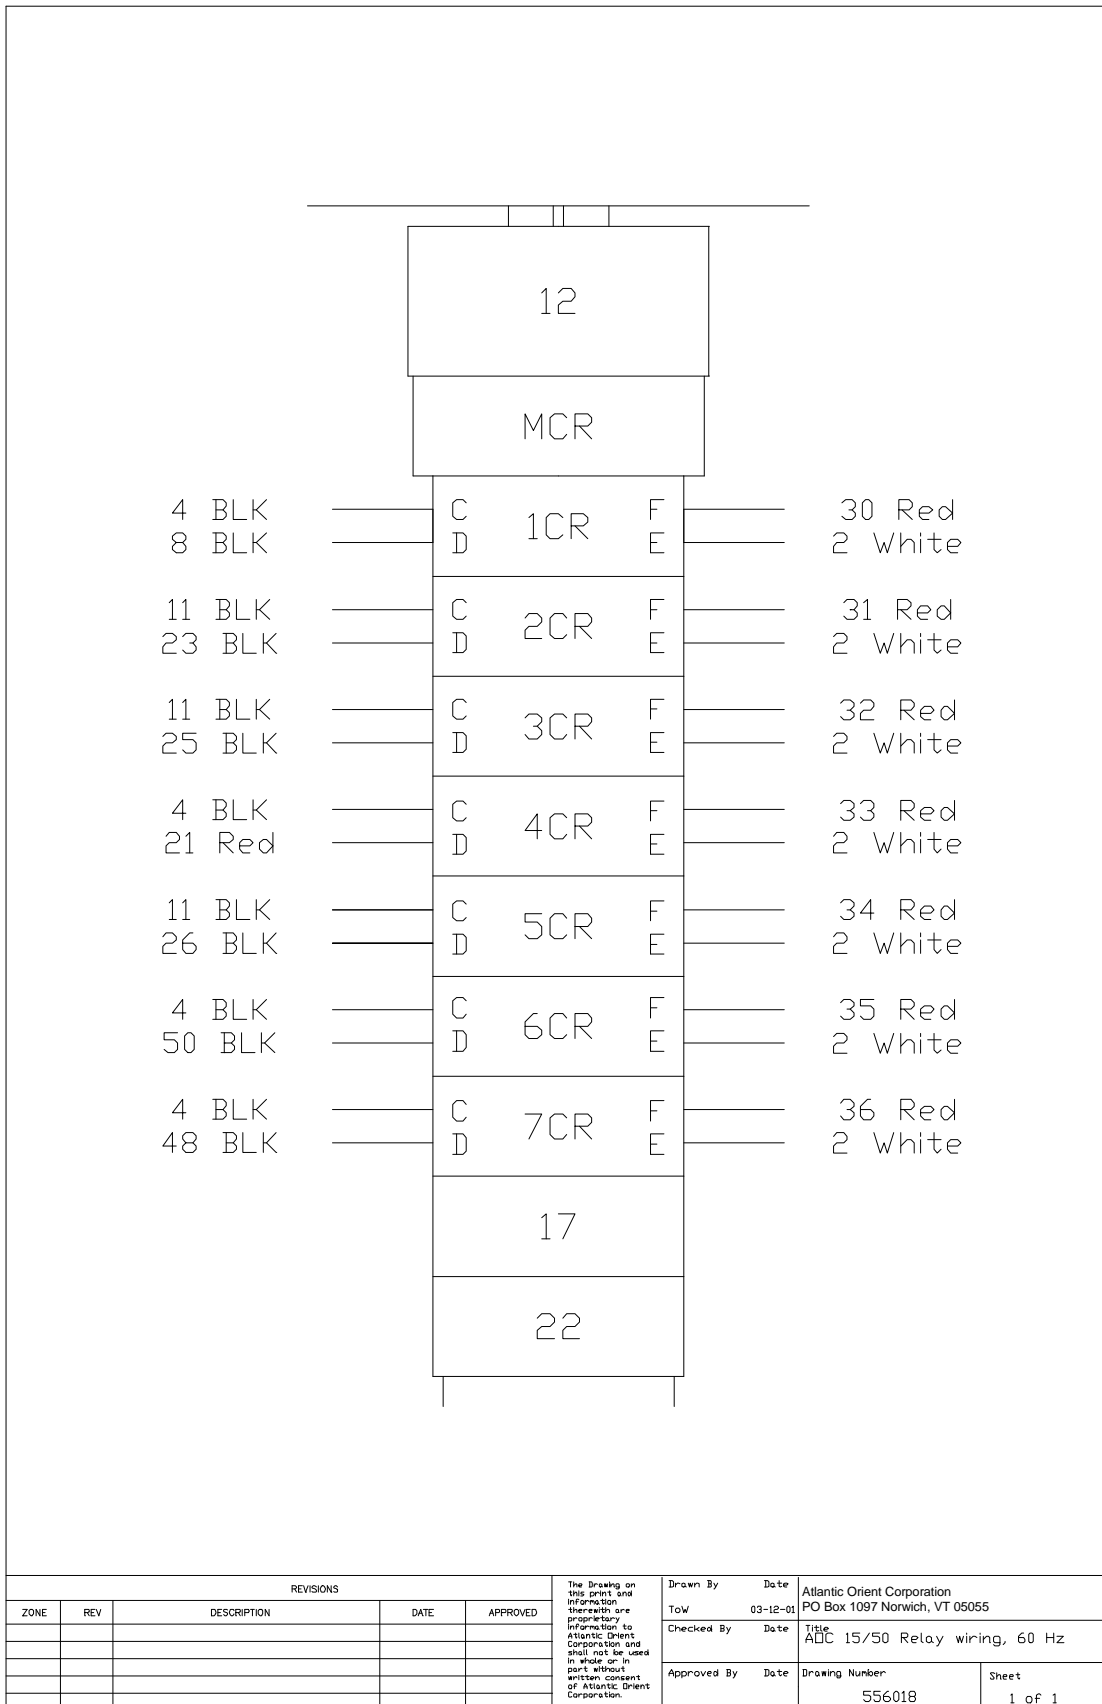 12
MCR
4 BLK C 1CR F 30 Red
8 BLK D E 2 White
11 BLK C 2CR F 31 Red
23 BLK D E 2 White
11 BLK C 3CR F 32 Red
25 BLK D E 2 White
4 BLK C 4CR F 33 Red
21 Red D E 2 White
11 BLK C 5CR F 34 Red
26 BLK D E 2 White
4 BLK C 6CR F 35 Red
50 BLK D E 2 White
4 BLK C 7CR F 36 Red
48 BLK D E 2 White
17
22
REVISIONS
ZONE REV DESCRIPTION DATE APPROVED
The Drawing on
this print and
information
therewith are
proprietary
information to
Atlantic Orient
Corporation and
shall not be used
in whole or in
part without
written consent
of Atlantic Orient
Corporation.
Drawn By Date
ToW 03-12-01
Checked By Date
Approved By Date
Atlantic Orient Corporation
PO Box 1097 Norwich, VT 05055
Title
AOC 15/50 Relay wiring, 60 Hz
Drawing Number
556018
Sheet
1 of 1